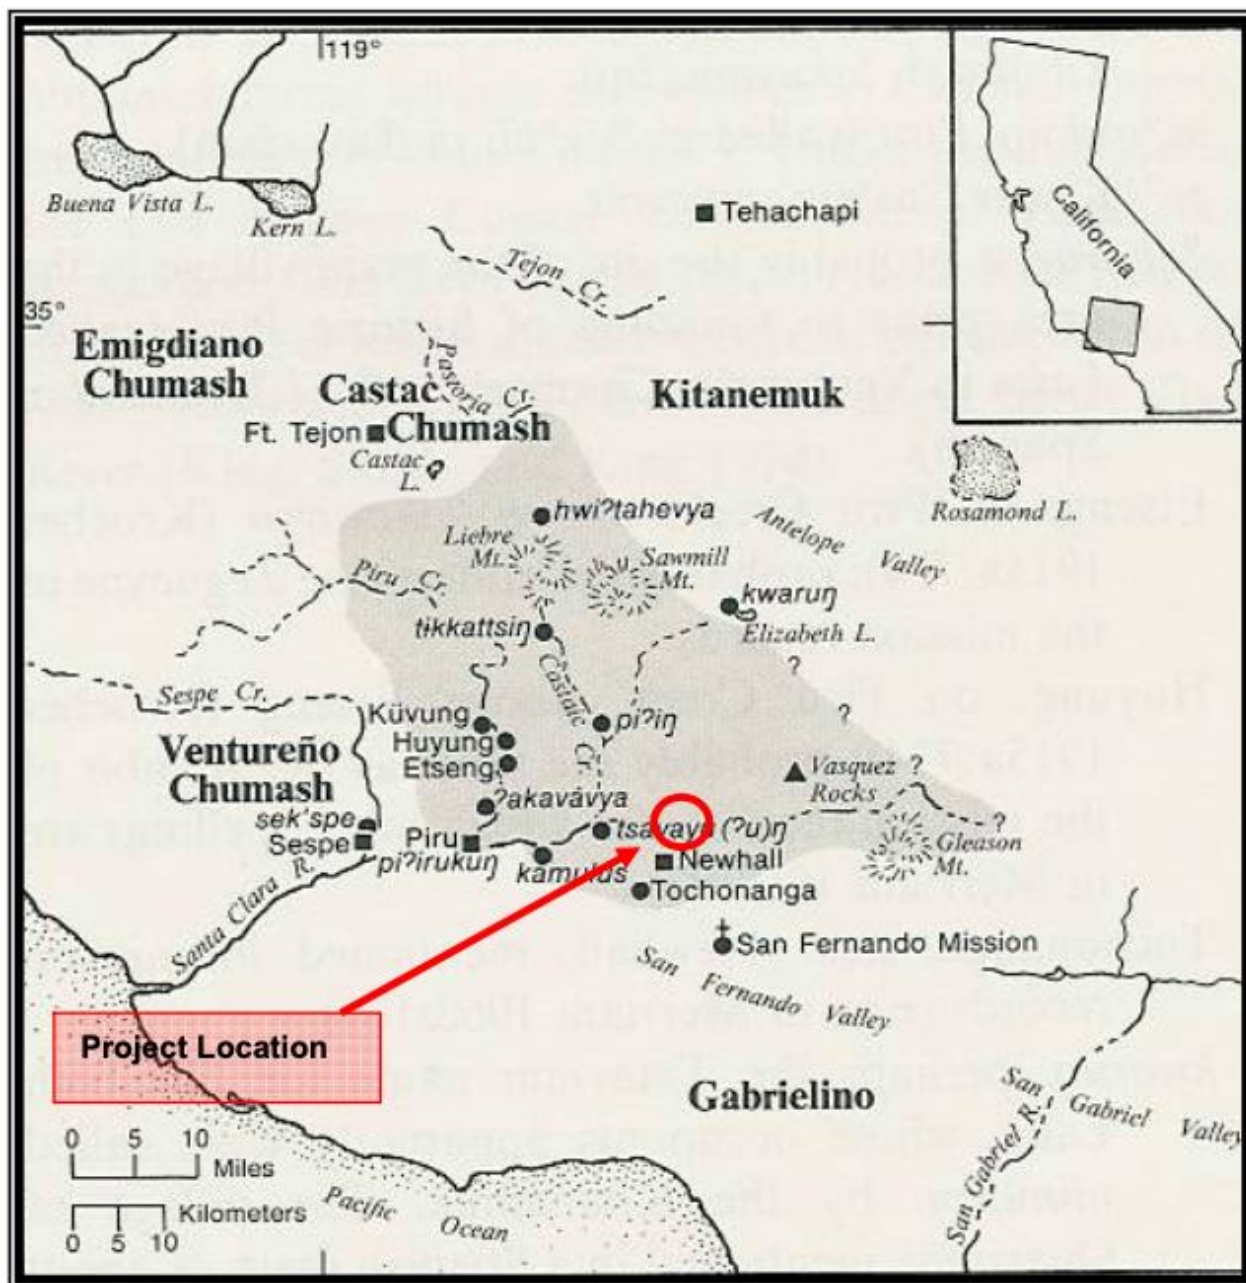 119°
Buena Vista L.
Kern L.
Tehachapi
California
Tejon Cr.
35°
Emigdiano
Chumash
Pastoria Cr.
Castac
Chumash
Kitanemuk
Ft. Tejon
Castac
L.
Rosamond L.
hwiʔtahevya
Antelope Valley
Liebre
Mt.
Sawmill
Mt.
Piru Cr.
kwaruŋ
Elizabeth L.
tɨkkattsiŋ
?
Sespe Cr.
Castaic Cr.
Küvung
piʔiŋ
?
Huyung
Ventureño
Chumash
Etseng
Vasquez
Rocks
?
ʔakavávya
sek'spe
tsavaya (ʔu)ŋ
?
Sespe
Piru
Gleason
Mt.
piʔirukuŋ
kamulus
Newhall
Tochonanga
Santa Clara R.
San Fernando Mission
San Fernando Valley
Project Location
Gabrielino
San Gabriel Valley
San Gabriel R.
0 5 10
Miles
Kilometers
0 5 10
Pacific Ocean